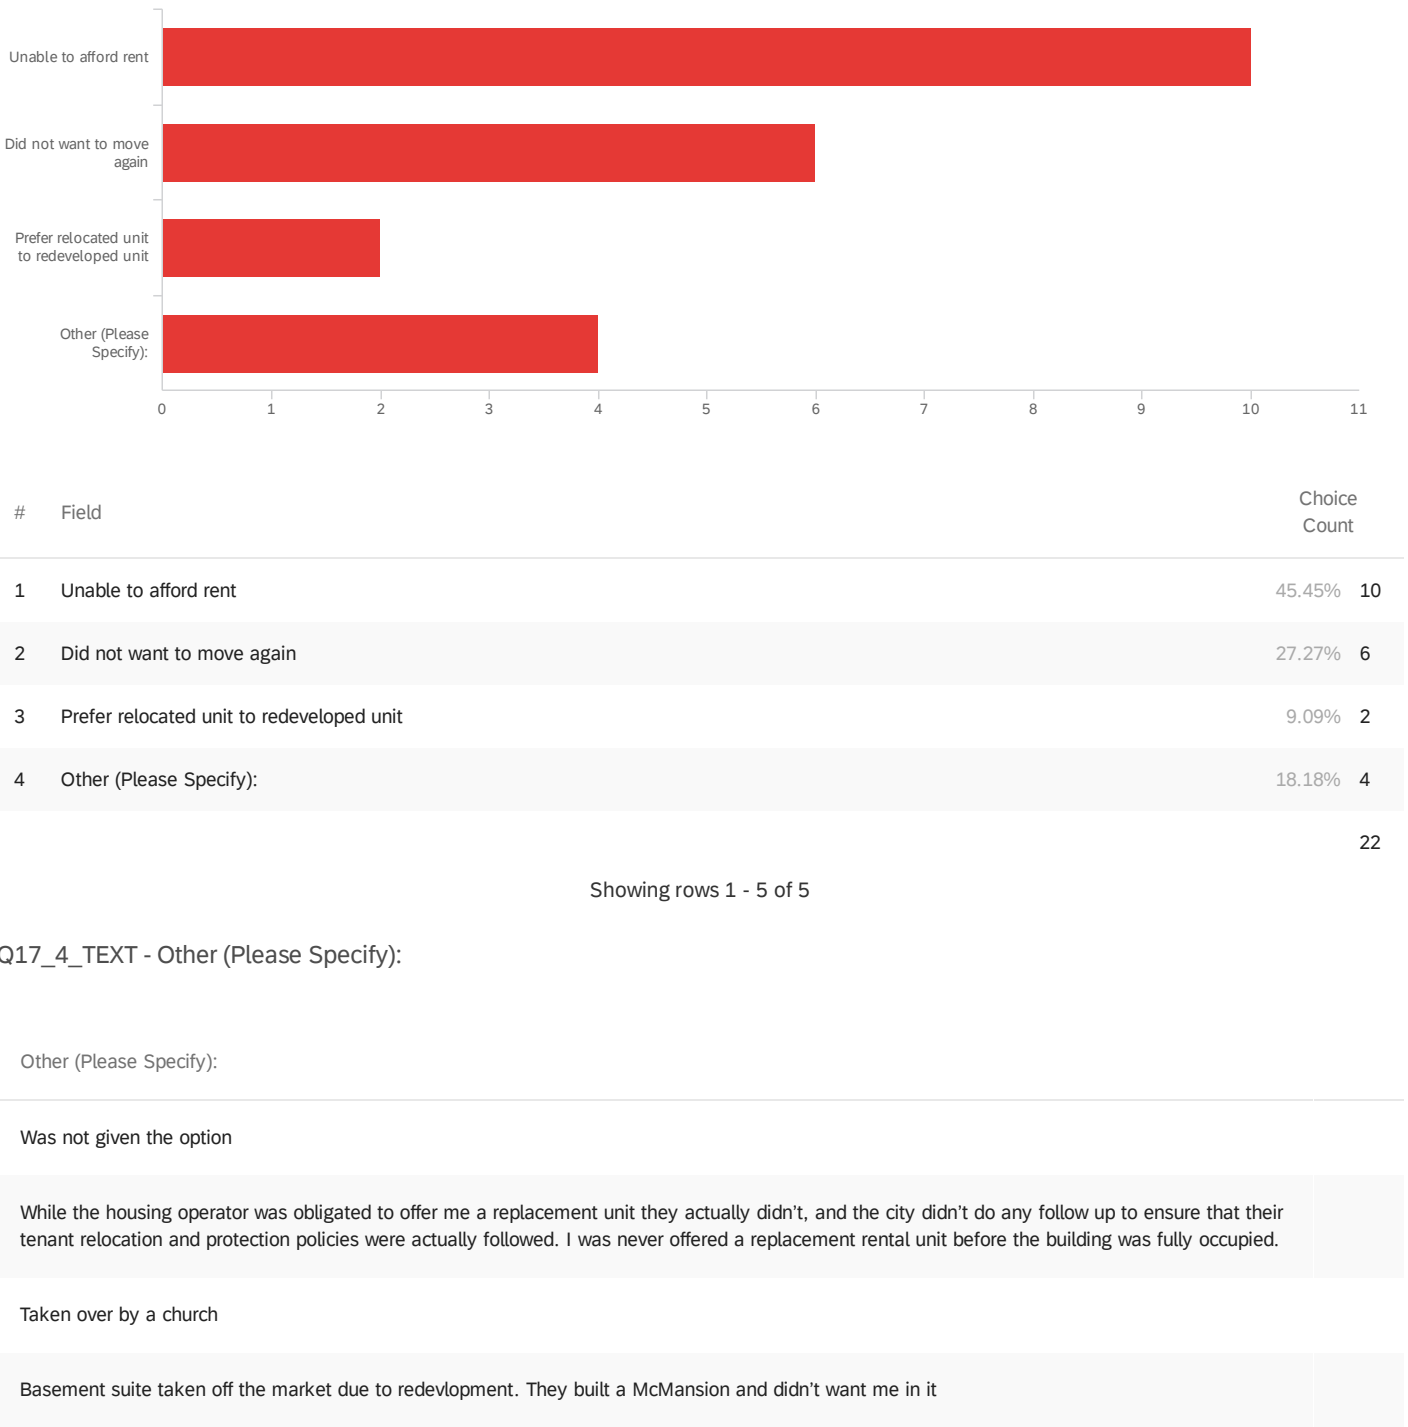 Unable to afford rent
Did not want to move
again
Prefer relocated unit
to redeveloped unit
Other (Please
Specify):
0 1 2 3 4 5 6 7 8 9 10 11
# Field Choice
Count
1 Unable to afford rent 45.45% 10
2 Did not want to move again 27.27% 6
3 Prefer relocated unit to redeveloped unit 9.09% 2
4 Other (Please Specify): 18.18% 4
22
Showing rows 1 - 5 of 5
Q17_4_TEXT - Other (Please Specify):
Other (Please Specify):
Was not given the option
While the housing operator was obligated to offer me a replacement unit they actually didn’t, and the city didn’t do any follow up to ensure that their
tenant relocation and protection policies were actually followed. I was never offered a replacement rental unit before the building was fully occupied.
Taken over by a church
Basement suite taken off the market due to redevlopment. They built a McMansion and didn’t want me in it